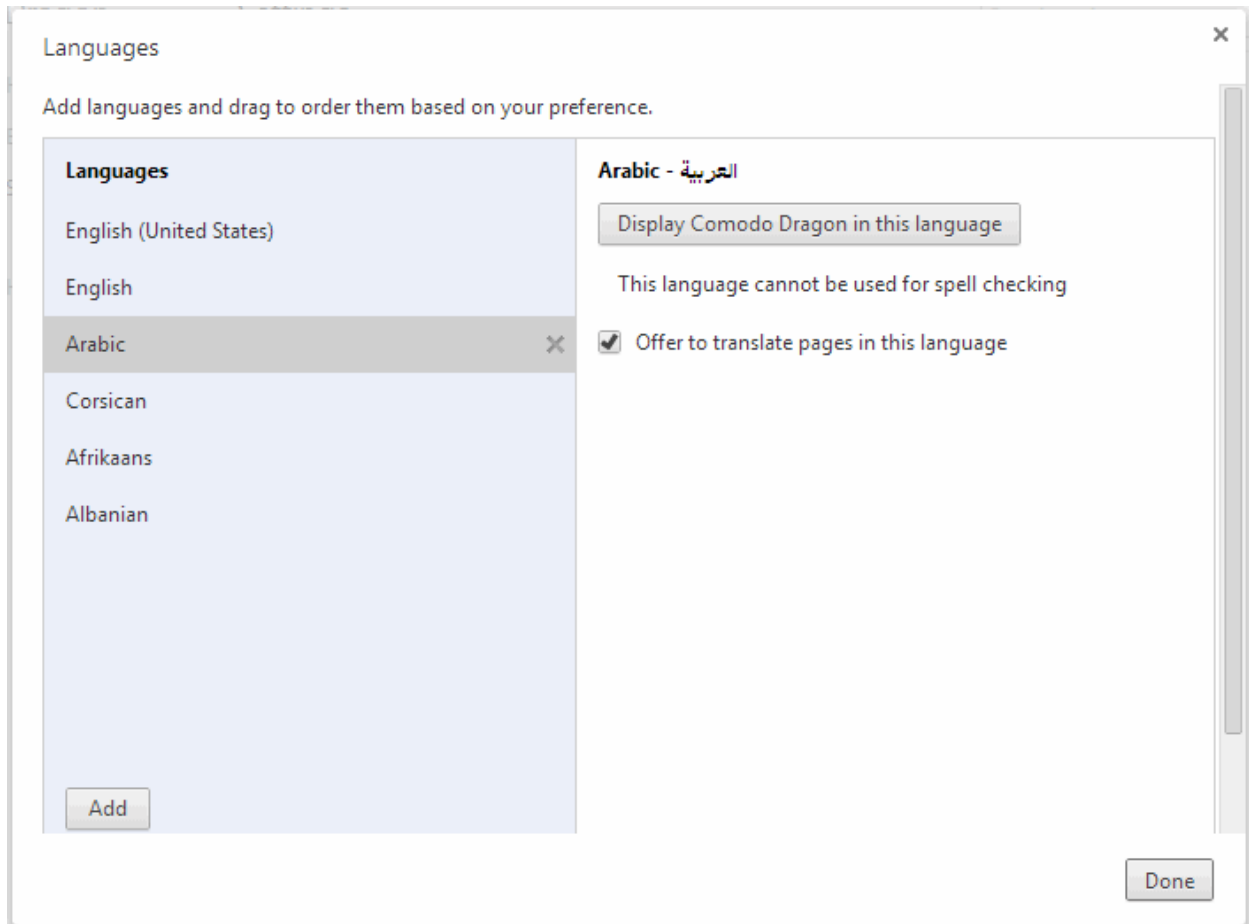 Languages
Add languages and drag to order them based on your preference.
Languages
English (United States)
English
Arabic
Corsican
Afrikaans
Albanian
Add
Arabic - العربية
Display Comodo Dragon in this language
This language cannot be used for spell checking
Offer to translate pages in this language
Done